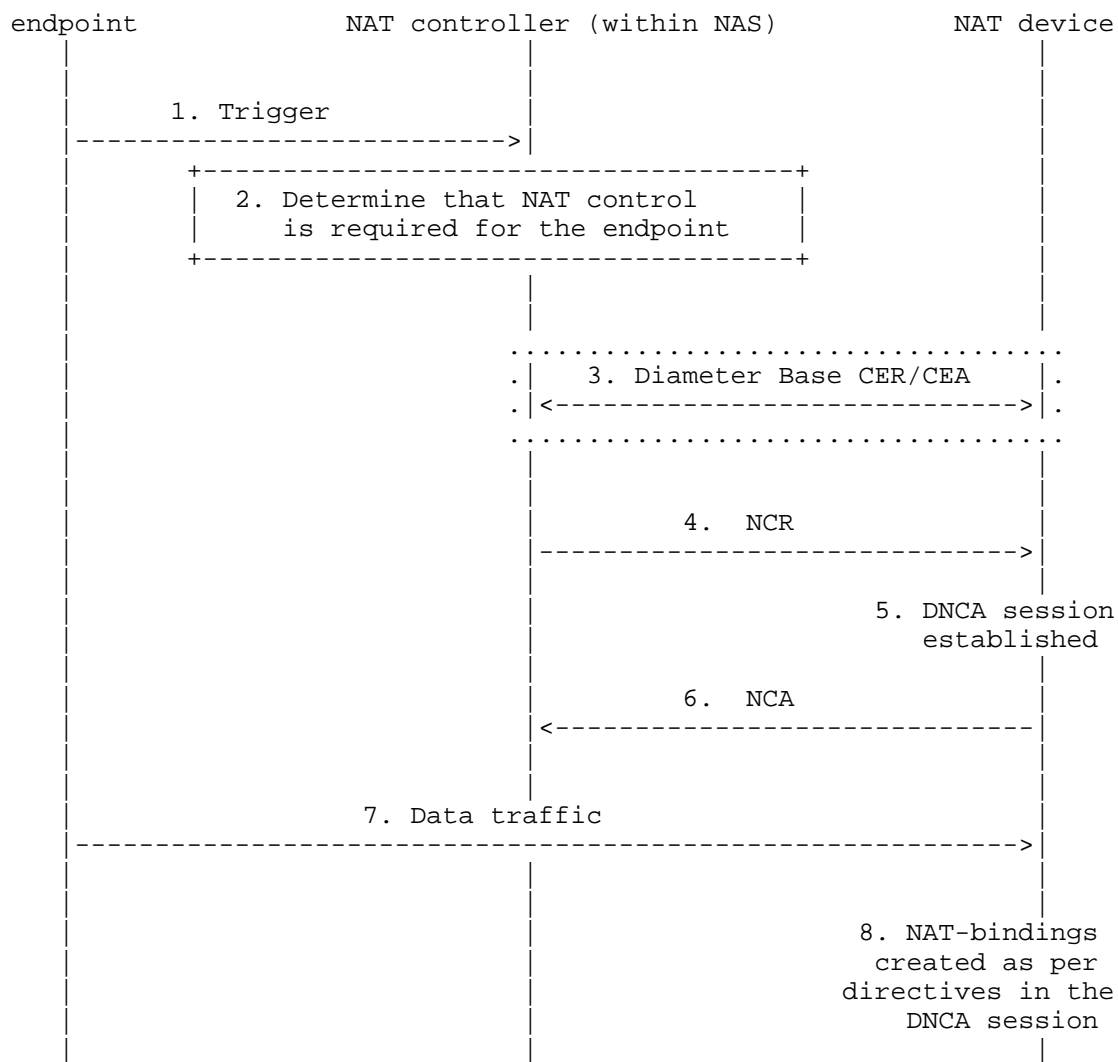 endpoint NAT controller (within NAS) NAT device
1. Trigger
2. Determine that NAT control
is required for the endpoint
3. Diameter Base CER/CEA
4. NCR
5. DNCA session
established
6. NCA
7. Data traffic
8. NAT-bindings
created as per
directives in the
DNCA session